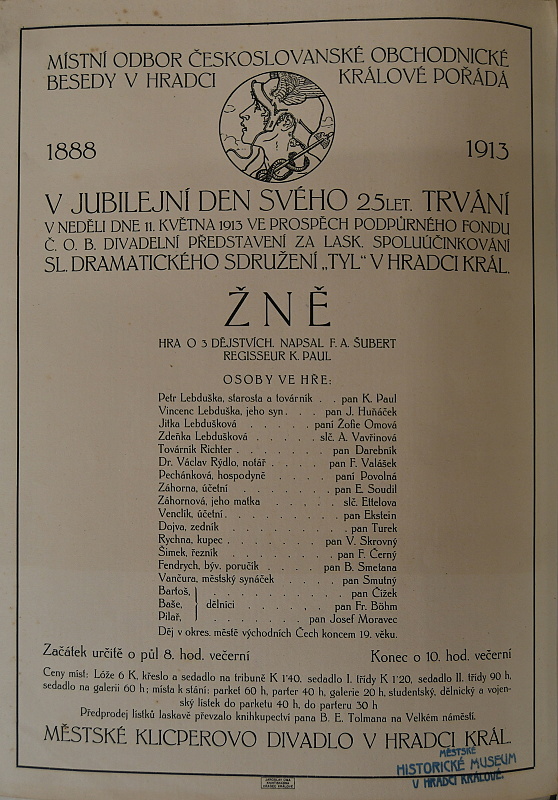 MÍSTNÍ ODBOR ČESKOSLOVANSKÉ OBCHODNICKÉ
BESEDY V HRADCI KRÁLOVÉ POŘÁDÁ
1888 1913
V JUBILEJNÍ DEN SVÉHO 25LET. TRVÁNÍ
V NEDĚLI DNE 11. KVĚTNA 1913 VE PROSPĚCH PODPŮRNÉHO FONDU
Č. O. B. DIVADELNÍ PŘEDSTAVENÍ ZA LASK. SPOLUÚČINKOVÁNÍ
SL. DRAMATICKÉHO SDRUŽENÍ „TYL“ V HRADCI KRÁL.
ŽNĚ
HRA O 3 DĚJSTVÍCH. NAPSAL F. A. ŠUBERT
REGISSEUR K. PAUL
OSOBY VE HŘE:
Petr Lebduška, starosta a továrník . . pan K. Paul
Vincenc Lebduška, jeho syn . . . pan J. Huňáček
Jitka Lebdušková . . . . . paní Žofie Omová
Zdeňka Lebdušková . . . . . slč. A. Vavřinová
Továrník Richter . . . . . . pan Darebník
Dr. Václav Rýdlo, notář . . . . pan F. Valášek
Pechánková, hospodyně . . . . paní Povolná
Záhorna, účetní . . . . . . pan E. Soudil
Záhornová, jeho matka . . . . slč. Ettelova
Venclík, účetní . . . . . . . pan Ekstein
Dojva, zedník . . . . . . . pan Turek
Rychna, kupec . . . . . . pan V. Skrovný
Šimek, řezník . . . . . . . pan F. Černý
Fendrych, býv. poručík . . . . pan B. Smetana
Vančura, městský synáček . . . . pan Smutný
Bartoš, . . . . . . . . pan Čížek
Baše, dělníci . . . . . . pan Fr. Böhm
Pilař, . . . . . . . pan Josef Moravec
Děj v okres. městě východních Čech koncem 19. věku.
Začátek určitě o půl 8. hod. večerní Konec o 10. hod. večerní
Ceny míst: Lóže 6 K, křeslo a sedadlo na tribuně K 1'40, sedadlo I. třídy K 1'20, sedadlo II. třídy 90 h,
sedadlo na galerii 60 h; místa k stání: parket 60 h, parter 40 h, galerie 20 h, studentský, dělnický a vojen-
ský lístek do parketu 40 h, do parteru 30 h
Předprodej lístků laskavě převzalo knihkupectví pana B. E. Tolmana na Velkém náměstí.
MĚSTSKÉ KLICPEROVO DIVADLO V HRADCI KRÁL.
MĚSTSKÉ
HISTORICKÉ MUSEUM
V HRADCI KRÁLOVÉ.